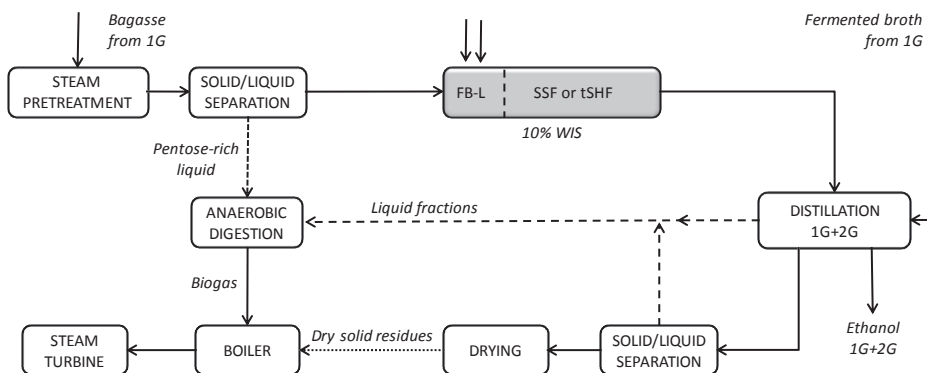 Bagasse
from 1G
Fermented broth
from 1G
STEAM
PRETREATMENT
SOLID/LIQUID
SEPARATION
FB-L
SSF or tSHF
10% WIS
Pentose-rich
liquid
ANAEROBIC
DIGESTION
Liquid fractions
DISTILLATION
1G+2G
Biogas
Dry solid residues
Ethanol
1G+2G
STEAM
TURBINE
BOILER
DRYING
SOLID/LIQUID
SEPARATION